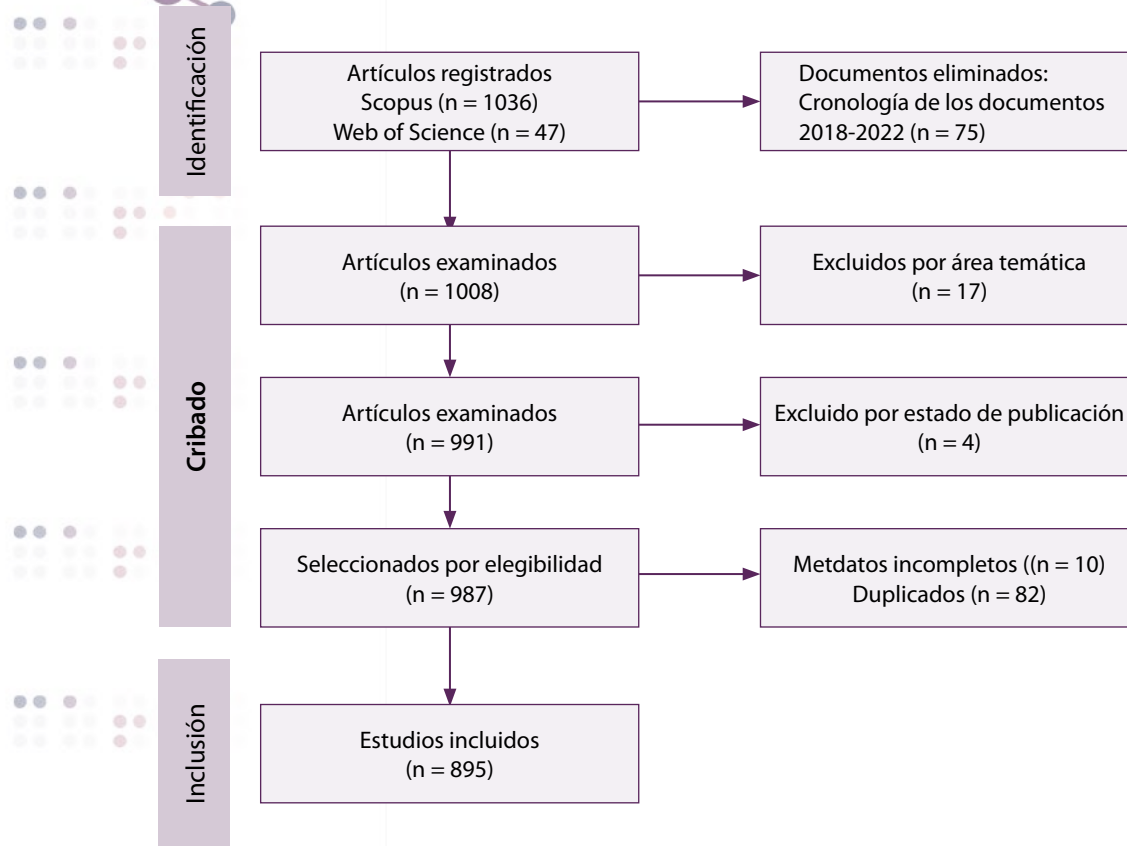 Identificación
Artículos registrados
Scopus (n = 1036)
Web of Science (n = 47)
Documentos eliminados:
Cronología de los documentos
2018-2022 (n = 75)
Cribado
Artículos examinados
(n = 1008)
Excluidos por área temática
(n = 17)
Artículos examinados
(n = 991)
Excluido por estado de publicación
(n = 4)
Seleccionados por elegibilidad
(n = 987)
Metdatos incompletos ((n = 10)
Duplicados (n = 82)
Inclusión
Estudios incluidos
(n = 895)